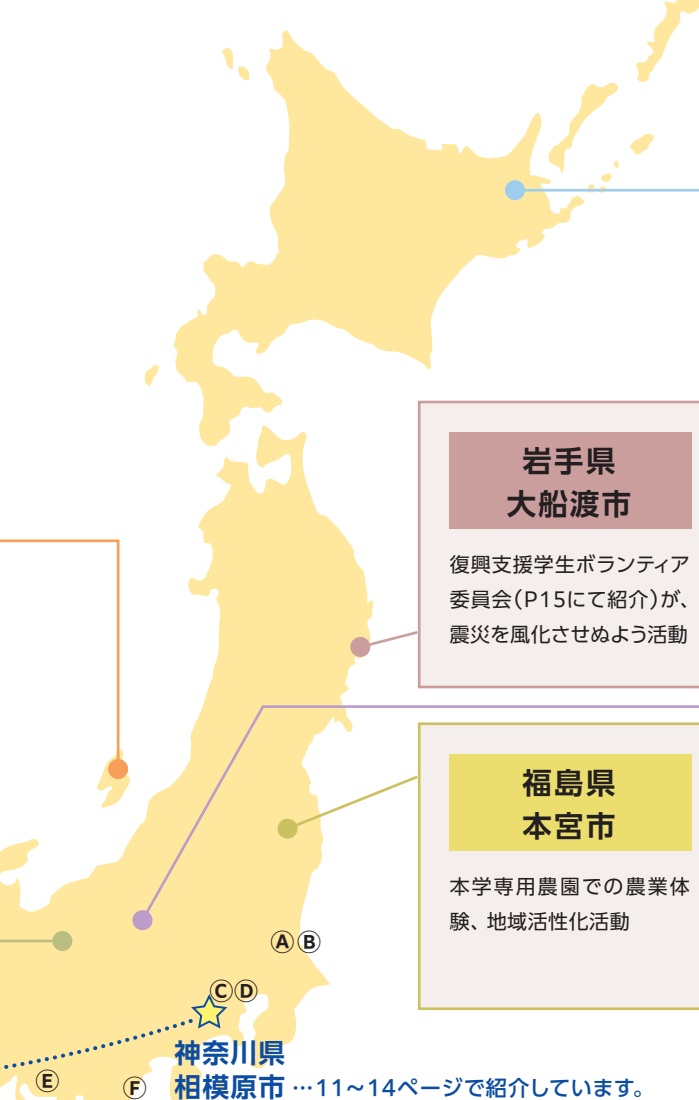 岩手県
大船渡市
復興支援学生ボランティア
委員会(P15にて紹介)が、
震災を風化させぬよう活動
福島県
本宮市
本学専用農園での農業体
験、地域活性化活動
Ⓐ Ⓑ
Ⓒ Ⓓ
神奈川県
相模原市 …11〜14ページで紹介しています。
Ⓔ
Ⓕ